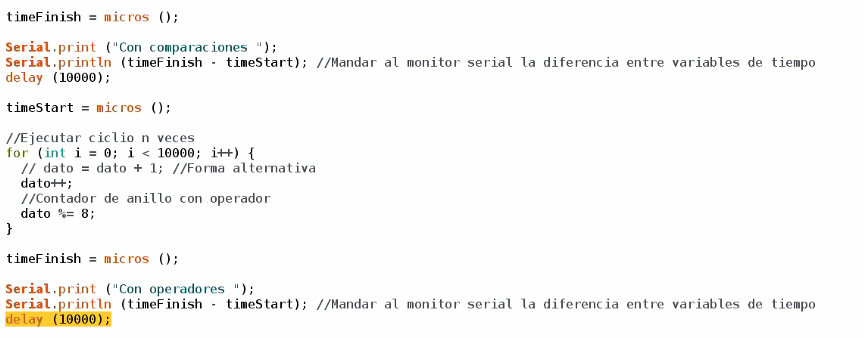 timeFinish = micros ();
Serial.print ("Con comparaciones ");
Serial.println (timeFinish - timeStart); //Mandar al monitor serial la diferencia entre variables de tiempo
delay (10000);
timeStart = micros ();
//Ejecutar ciclio n veces
for (int i = 0; i < 10000; i++) {
// dato = dato + 1; //Forma alternativa
dato++;
//Contador de anillo con operador
dato %= 8;
}
timeFinish = micros ();
Serial.print ("Con operadores ");
Serial.println (timeFinish - timeStart); //Mandar al monitor serial la diferencia entre variables de tiempo
delay (10000);